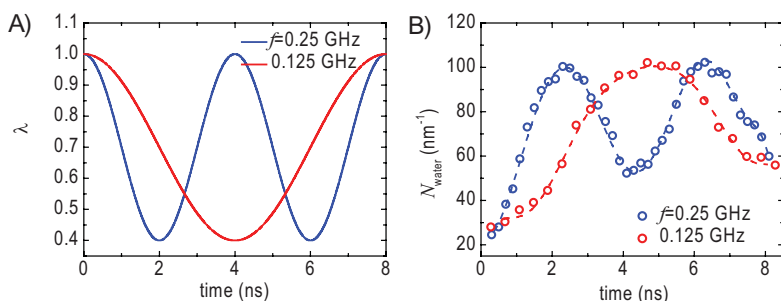 A)
1.1
1.0
0.9
0.8
0.7
0.6
0.5
0.4
λ
0 2 4 6 8
time (ns)
f=0.25 GHz
0.125 GHz
B)
120
100
80
60
40
20
N water (nm⁻¹)
0 2 4 6 8
time (ns)
f=0.25 GHz
0.125 GHz